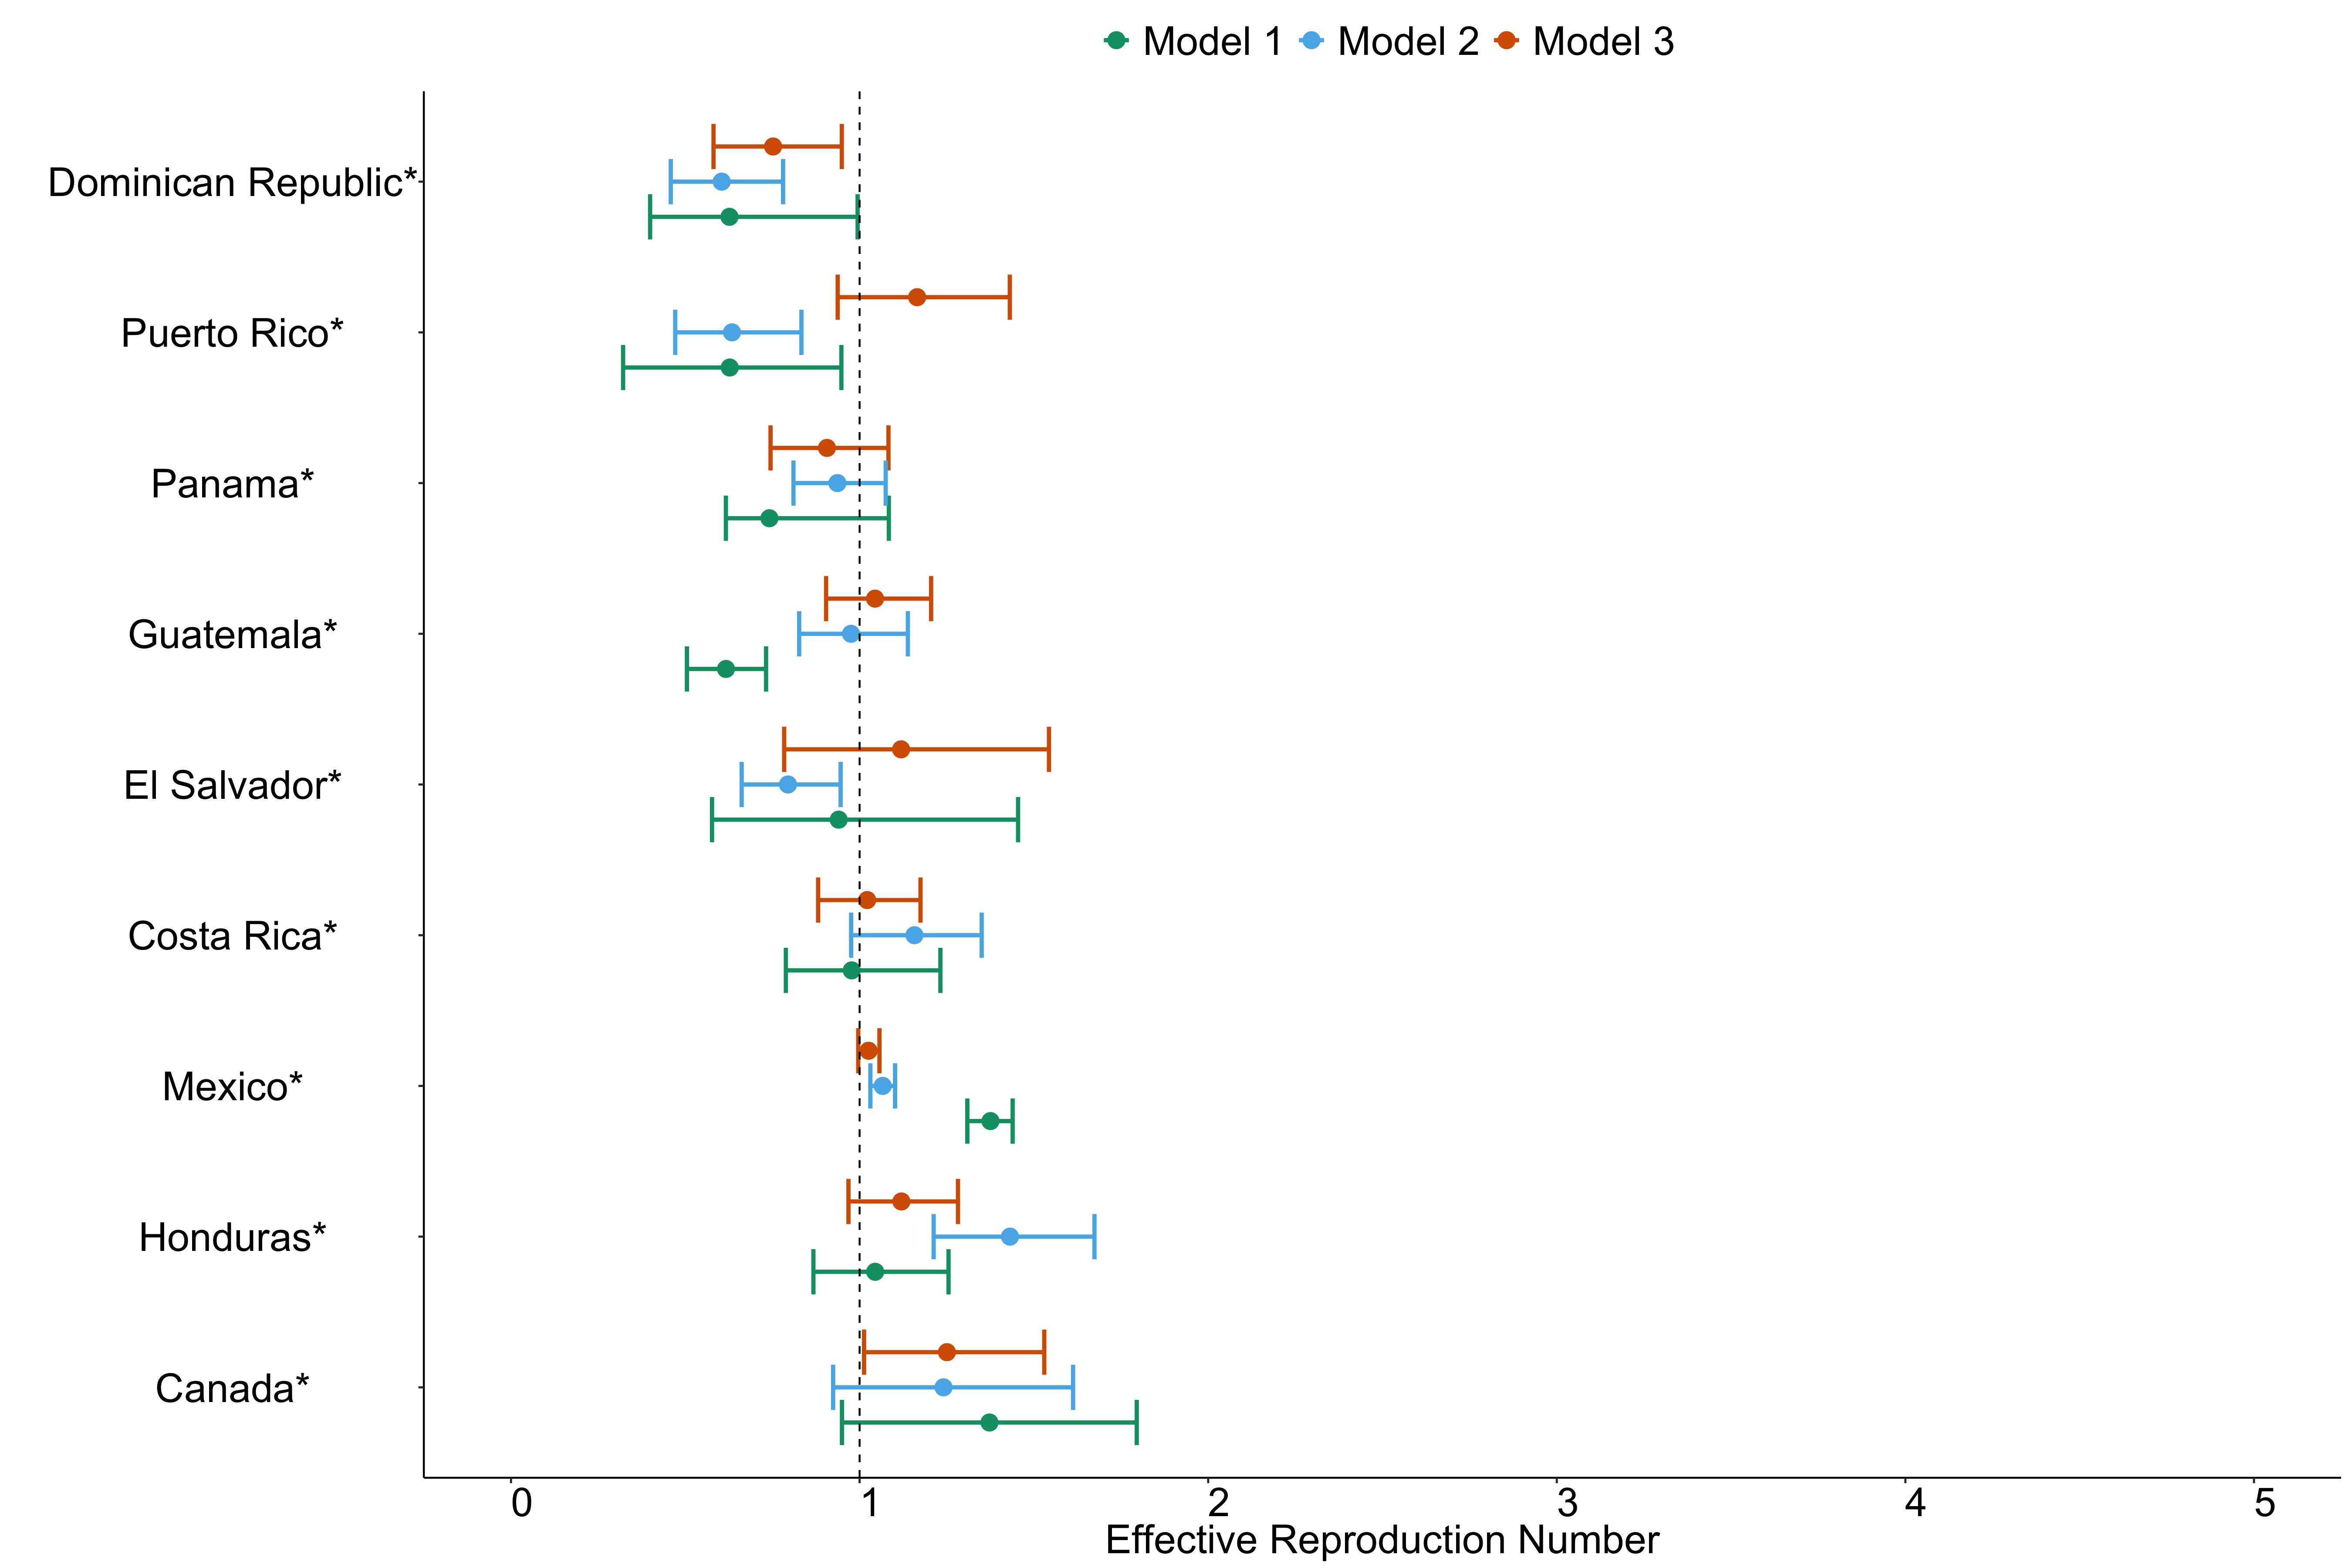 Model 1 Model 2 Model 3
Dominican Republic*
Puerto Rico*
Panama*
Guatemala*
El Salvador*
Costa Rica*
Mexico*
Honduras*
Canada*
0 1 2 3 4 5
Effective Reproduction Number